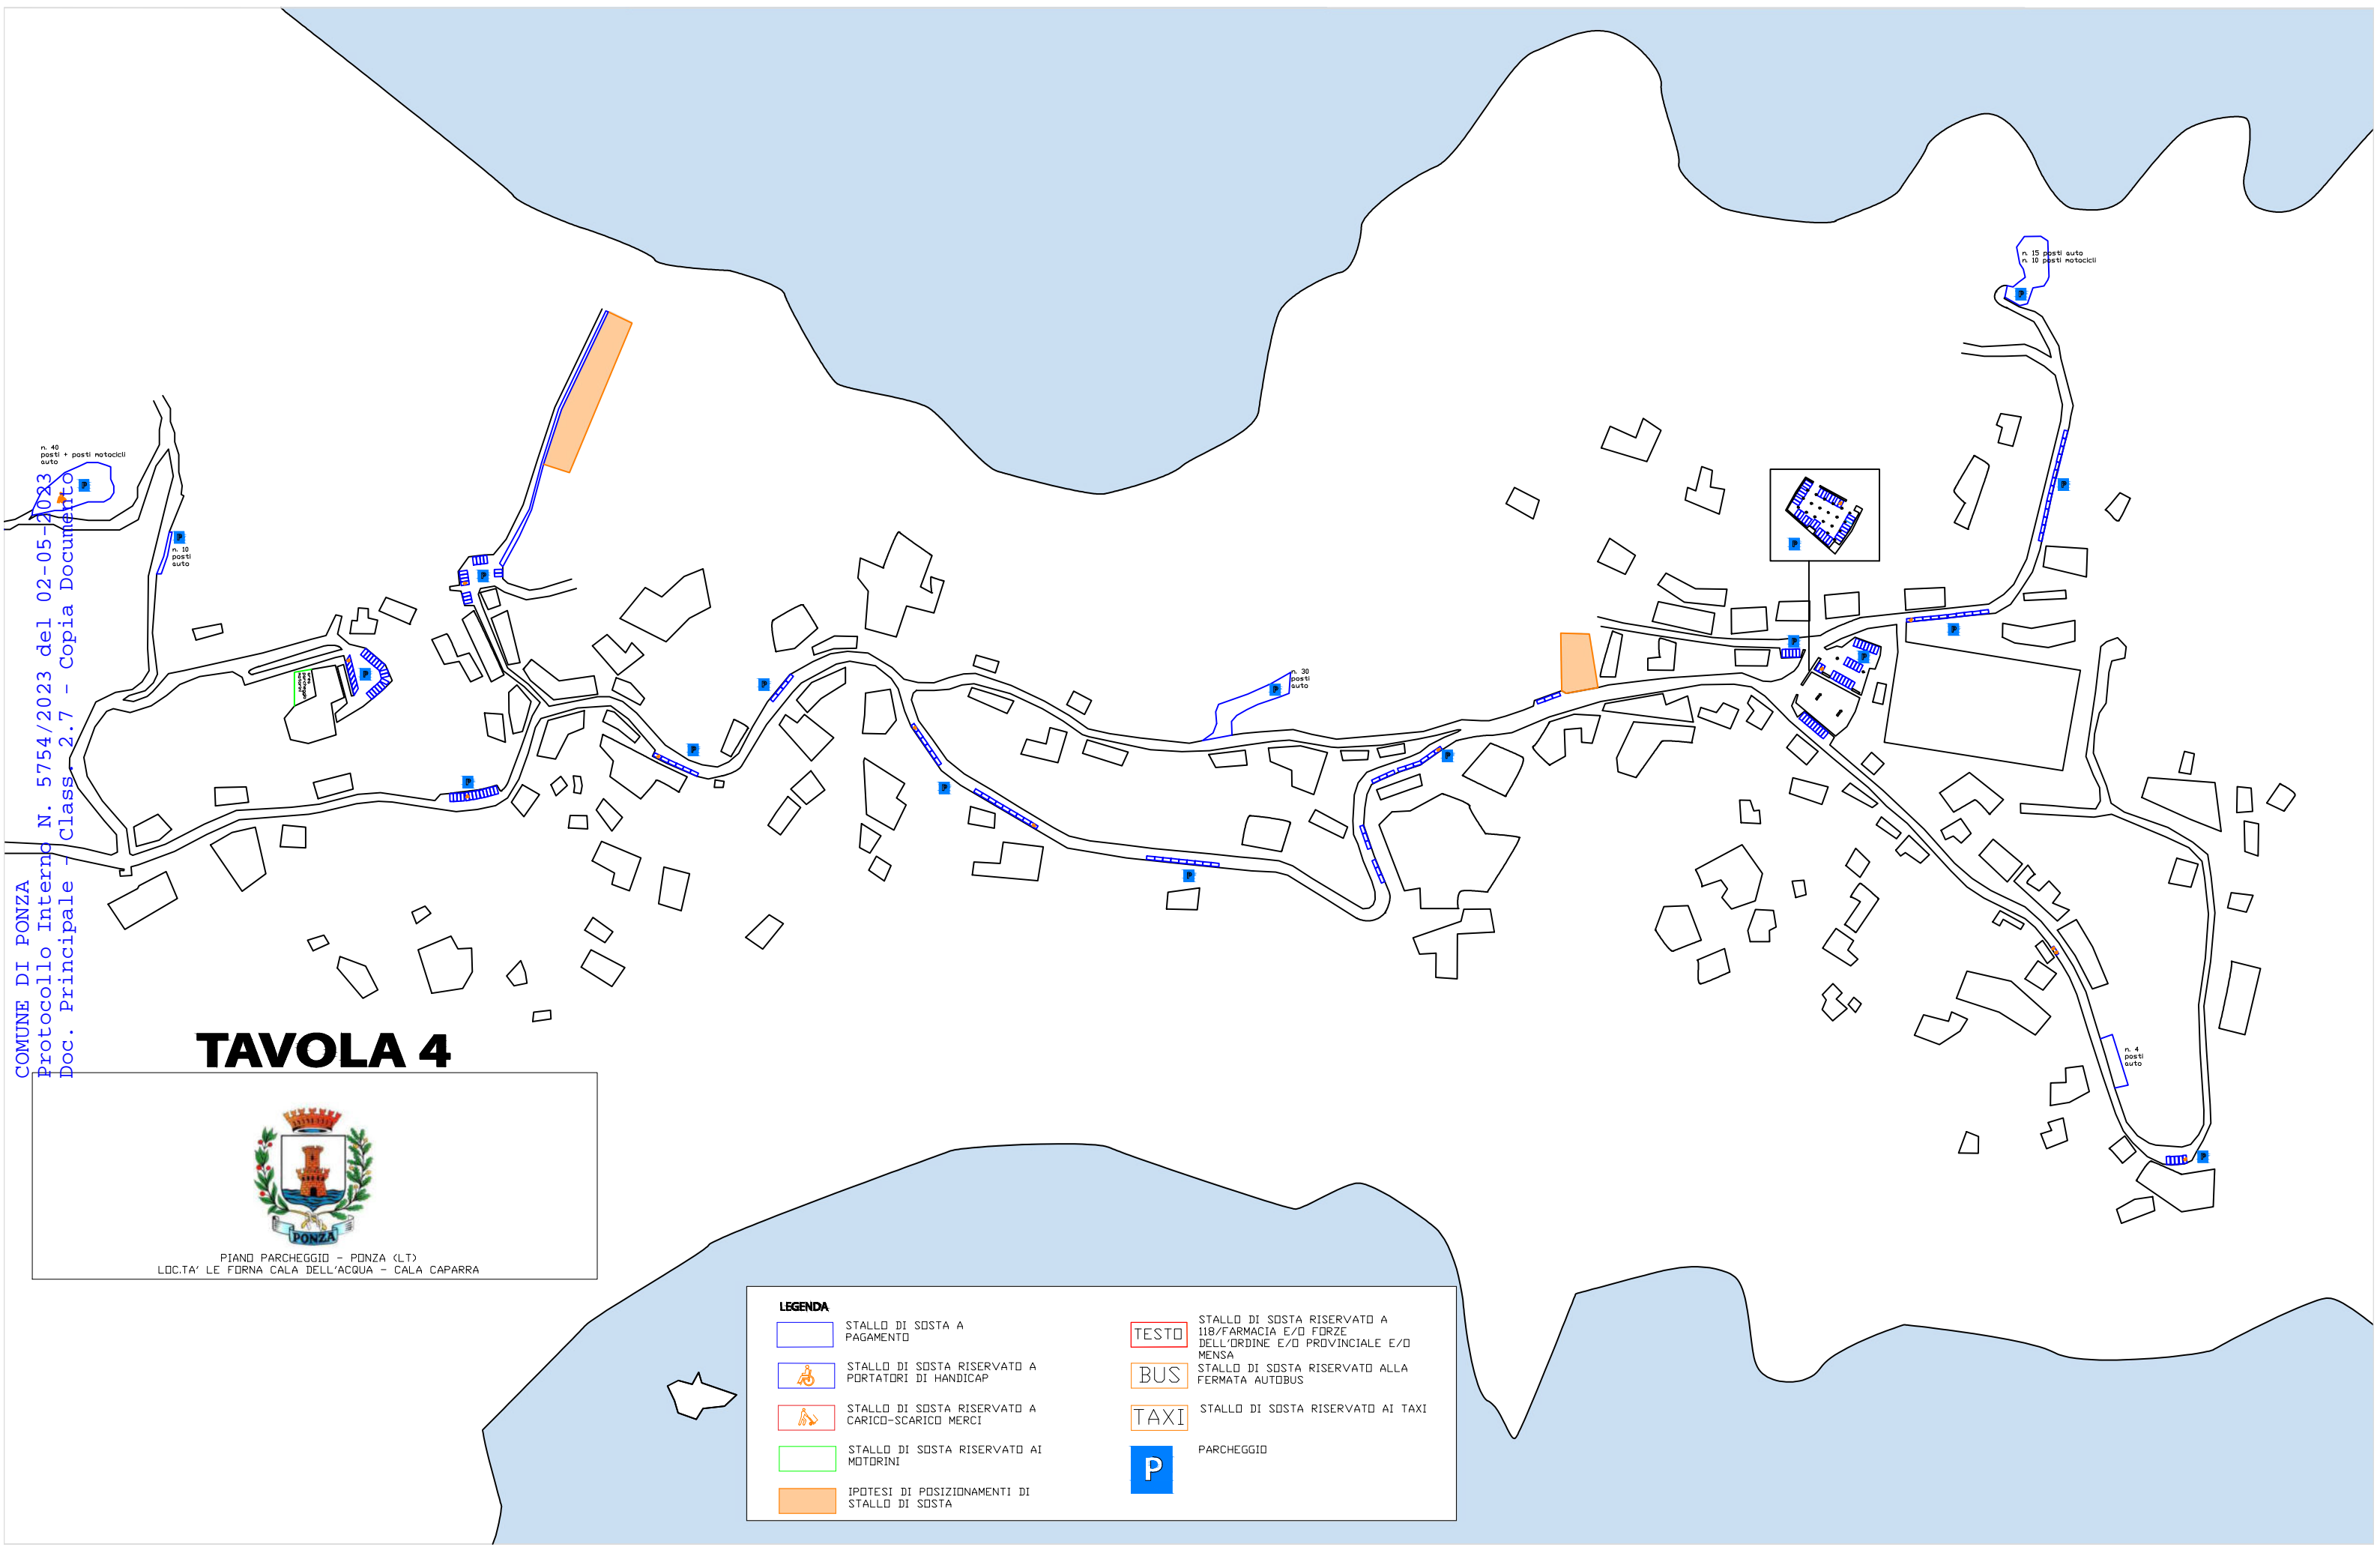 n. 15 posti auto
n. 10 posti motocicli
n. 40
posti + posti motocicli
auto
n. 10
posti
auto
n. 30
posti
auto
n. 4
posti
auto
COMUNE DI PONZA
Protocollo Interno N. 5754/2023 del 02-05-2023
Doc. Principale - Class. 2.7 - Copia Documento
TAVOLA 4
PONZA
PIANO PARCHEGGIO - PONZA (LT)
LOC.TA' LE FORNA CALA DELL'ACQUA - CALA CAPARRA
LEGENDA
STALLO DI SOSTA A
PAGAMENTO
STALLO DI SOSTA RISERVATO A
PORTATORI DI HANDICAP
STALLO DI SOSTA RISERVATO A
CARICO-SCARICO MERCI
STALLO DI SOSTA RISERVATO AI
MOTORINI
IPOTESI DI POSIZIONAMENTI DI
STALLO DI SOSTA
TESTO
STALLO DI SOSTA RISERVATO A
118/FARMACIA E/O FORZE
DELL'ORDINE E/O PROVINCIALE E/O
MENSA
BUS
STALLO DI SOSTA RISERVATO ALLA
FERMATA AUTOBUS
TAXI
STALLO DI SOSTA RISERVATO AI TAXI
P
PARCHEGGIO